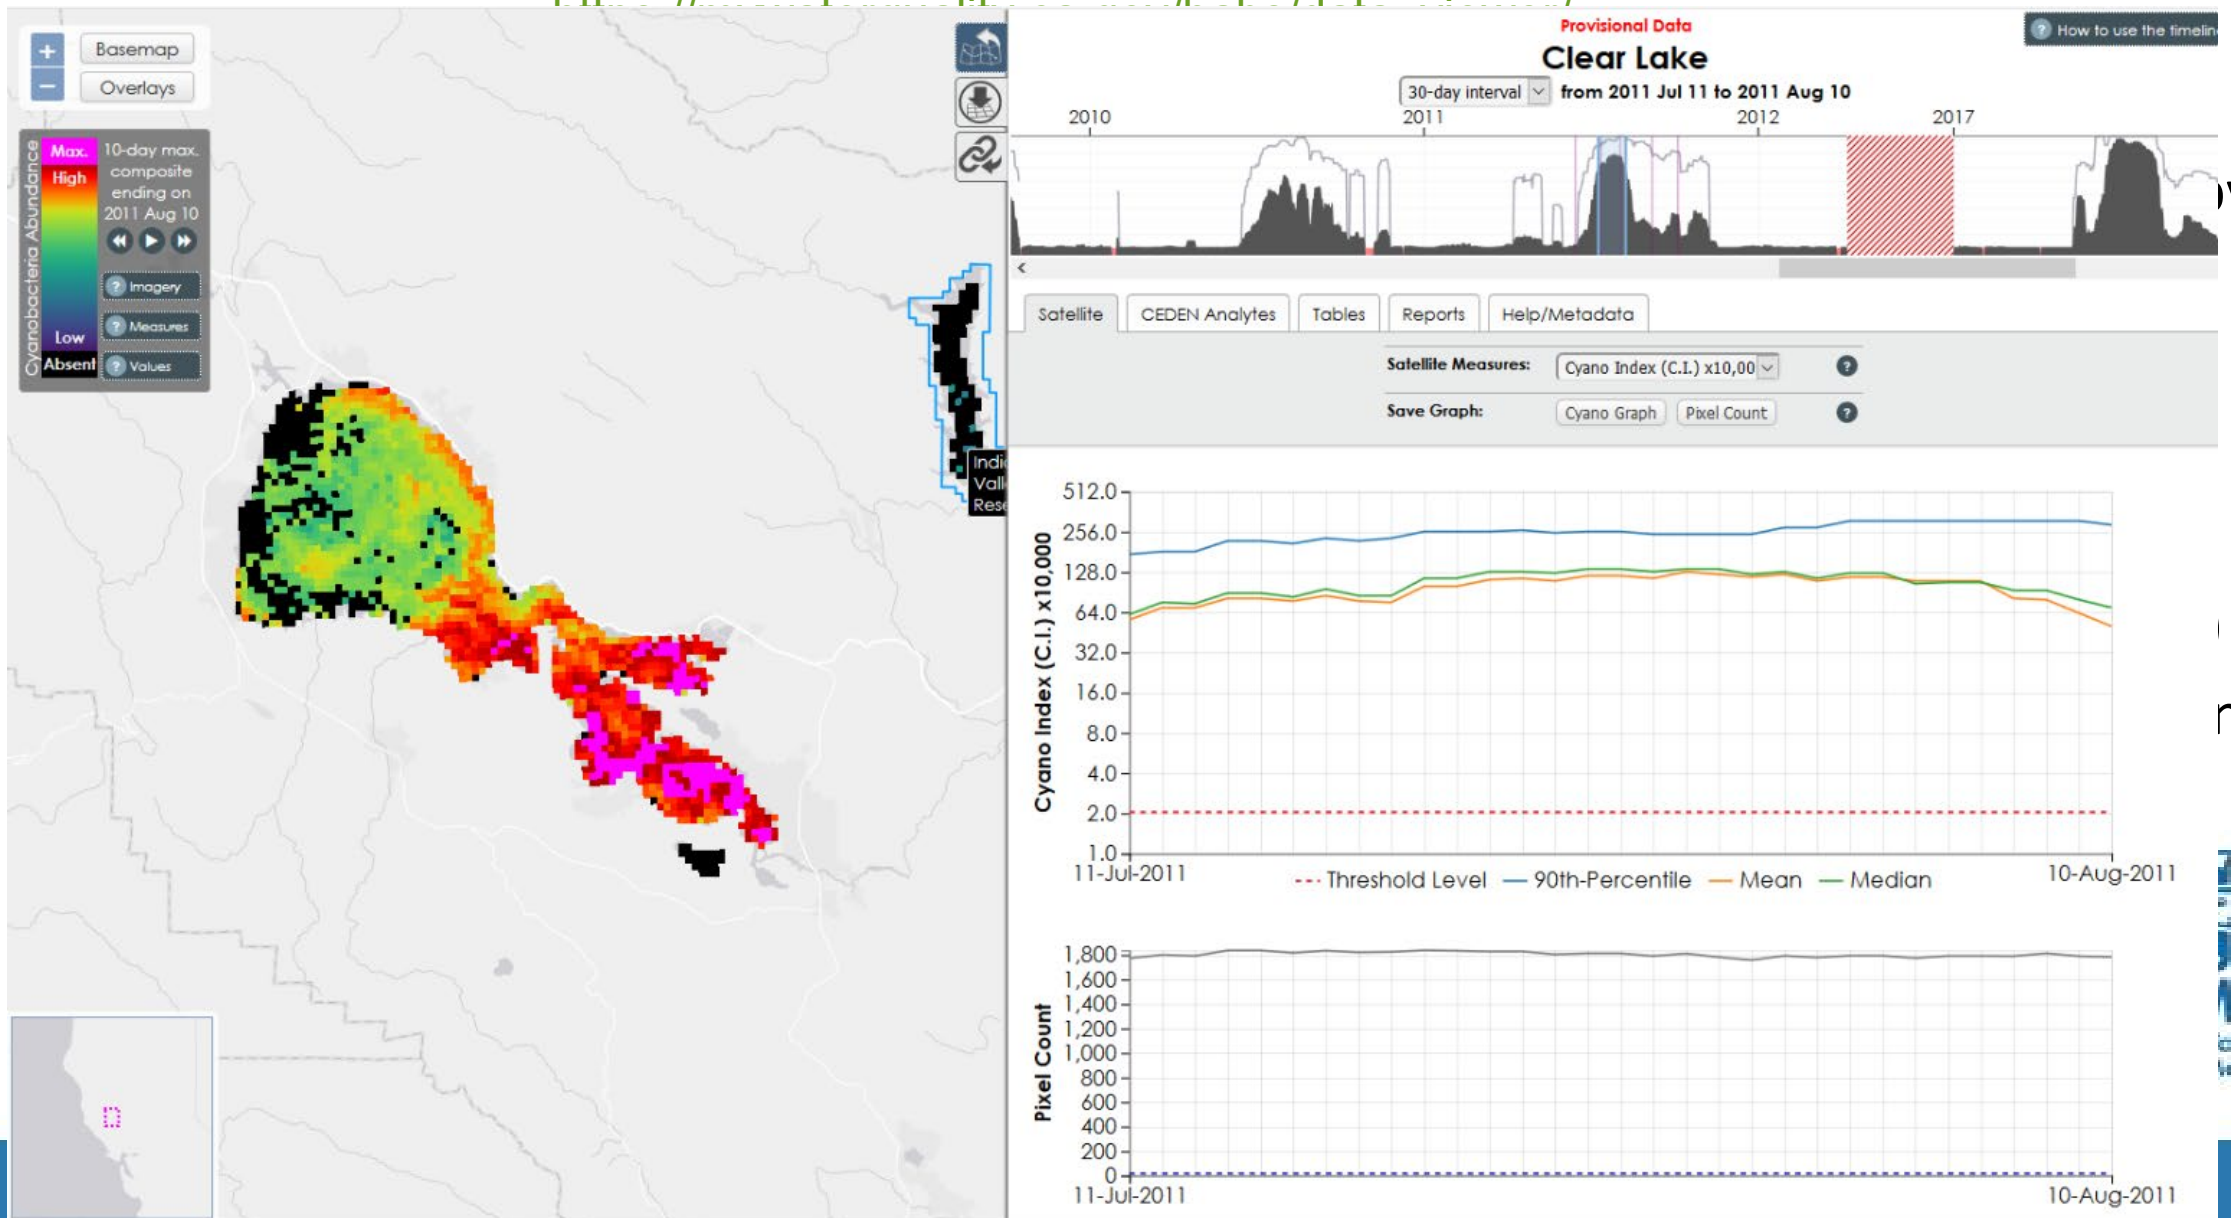 Basemap
Overlays
Cyanobacteria Abundance
Max.
High
Low
Absent
10-day max.
composite
ending on
2011 Aug 10
? Imagery
? Measures
? Values
Provisional Data
Clear Lake
? How to use the
30-day interval
from 2011 Jul 11 to 2011 Aug 10
2010 2011 2012 2017
Satellite
CEDEN Analytes
Tables
Reports
Help/Metadata
Satellite Measures: Cyano Index (C.I.) x10,00 ?
Save Graph: Cyano Graph Pixel Count ?
Cyano Index (C.I.) x10,000
512.0
256.0
128.0
64.0
32.0
16.0
8.0
4.0
2.0
1.0
11-Jul-2011
10-Aug-2011
Threshold Level 90th-Percentile Mean Median
Pixel Count
1,800
1,600
1,400
1,200
1,000
800
600
400
200
0
11-Jul-2011
10-Aug-2011